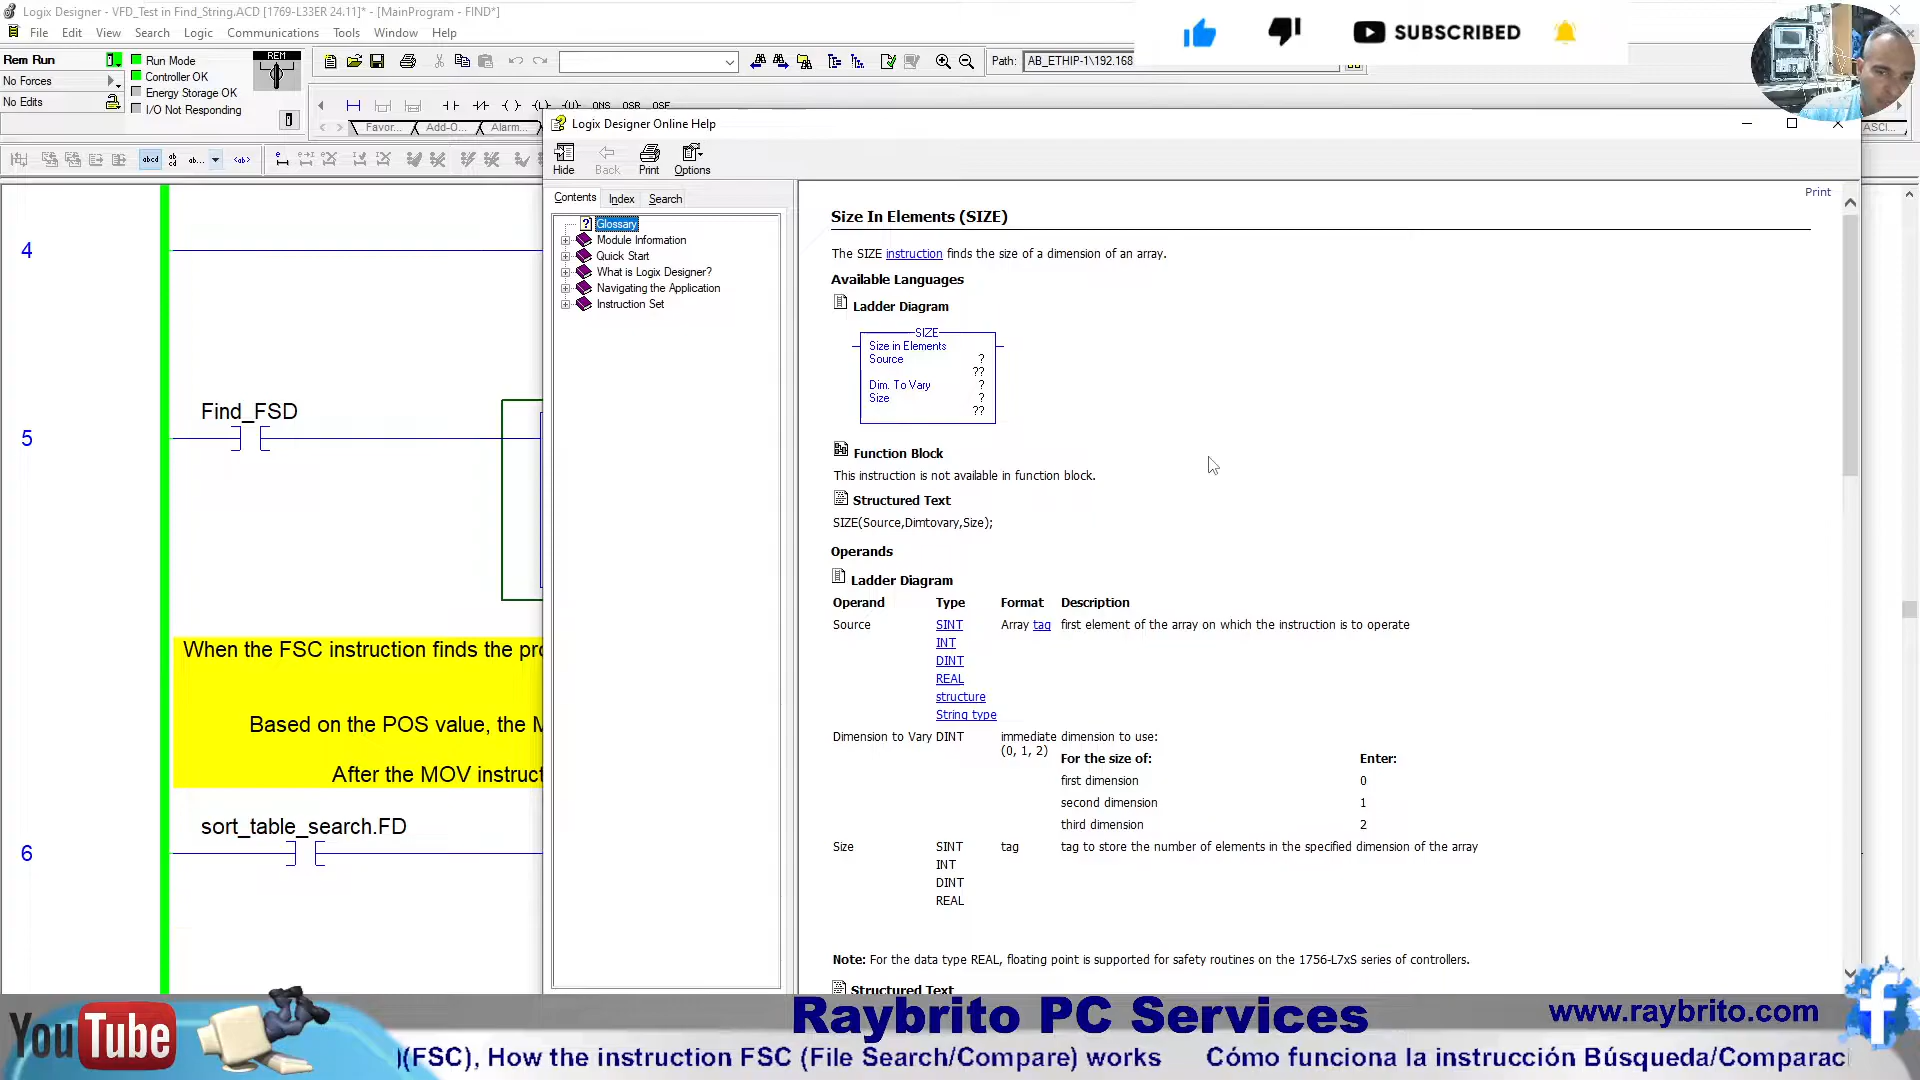 Logix Designer - VFD_Test in Find_String.ACD [1769-L33ER 24.11]* - [MainProgram - FIND*]
File Edit View Search Logic Communications Tools Window Help
SUBSCRIBED
Rem Run
No Forces
No Edits
Run Mode
Controller OK
Energy Storage OK
I/O Not Responding
REM
Path: AB_ETHIP-1\192.168
ONS OSR OSF
Favor... Add-O... Alarm...
ASCI...
abcd
Logix Designer Online Help
Hide Back Print Options
Contents Index Search
Glossary
Module Information
Quick Start
What is Logix Designer?
Navigating the Application
Instruction Set
Print
Size In Elements (SIZE)
The SIZE instruction finds the size of a dimension of an array.
Available Languages
Ladder Diagram
SIZE
Size in Elements
Source ?
??
Dim. To Vary ?
Size ?
??
Function Block
This instruction is not available in function block.
Structured Text
SIZE(Source,Dimtovary,Size);
Operands
Ladder Diagram
Operand Type Format Description
Source SINT Array tag first element of the array on which the instruction is to operate
INT
DINT
REAL
structure
String type
Dimension to Vary DINT immediate dimension to use:
(0, 1, 2) For the size of: Enter:
first dimension 0
second dimension 1
third dimension 2
Size SINT tag tag to store the number of elements in the specified dimension of the array
INT
DINT
REAL
Note: For the data type REAL, floating point is supported for safety routines on the 1756-L7xS series of controllers.
Structured Text
4
Find_FSD
5
When the FSC instruction finds the pro
Based on the POS value, the M
After the MOV instruct
sort_table_search.FD
6
YouTube
Raybrito PC Services
www.raybrito.com
(FSC), How the instruction FSC (File Search/Compare) works Cómo funciona la instrucción Búsqueda/Comparac